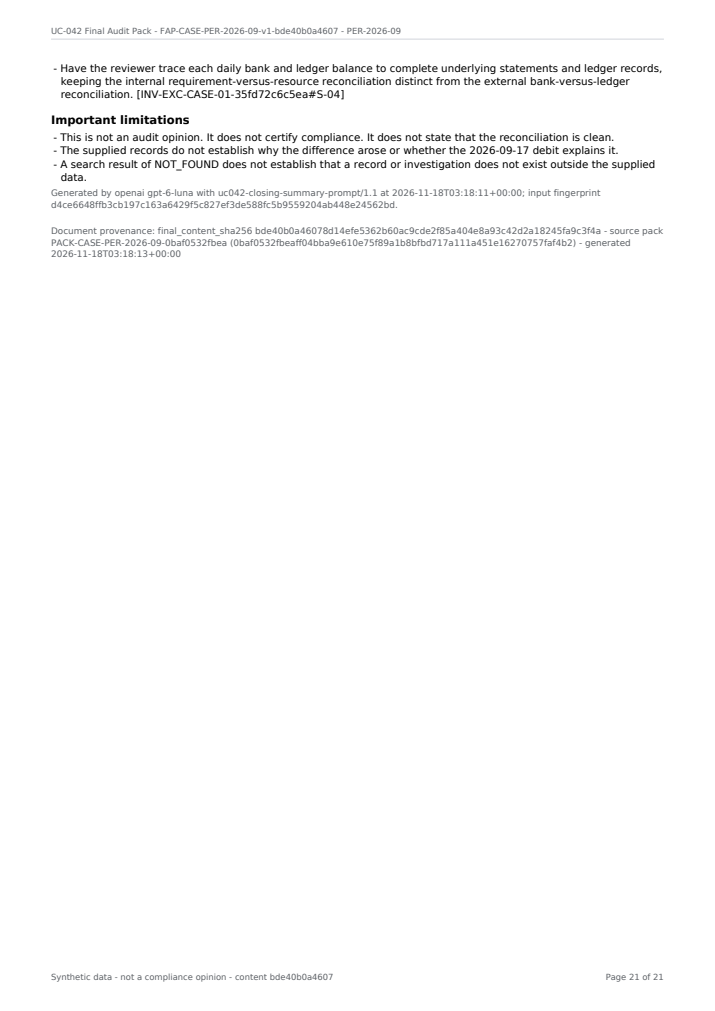 UC-042 Final Audit Pack - FAP-CASE-PER-2026-09-v1-bde40b0a4607 - PER-2026-09
- Have the reviewer trace each daily bank and ledger balance to complete underlying statements and ledger records,
keeping the internal requirement-versus-resource reconciliation distinct from the external bank-versus-ledger
reconciliation. [INV-EXC-CASE-01-35fd72c6c5ea#S-04]
Important limitations
- This is not an audit opinion. It does not certify compliance. It does not state that the reconciliation is clean.
- The supplied records do not establish why the difference arose or whether the 2026-09-17 debit explains it.
- A search result of NOT_FOUND does not establish that a record or investigation does not exist outside the supplied
data.
Generated by openai gpt-6-luna with uc042-closing-summary-prompt/1.1 at 2026-11-18T03:18:11+00:00; input fingerprint
d4ce6648ffb3cb197c163a6429f5c827ef3de588fc5b9559204ab448e24562bd.
Document provenance: final_content_sha256 bde40b0a46078d14efe5362b60ac9cde2f85a404e8a93c42d2a18245fa9c3f4a - source pack
PACK-CASE-PER-2026-09-0baf0532fbea (0baf0532fbeaff04bba9e610e75f89a1b8bfbd717a111a451e16270757faf4b2) - generated
2026-11-18T03:18:13+00:00
Synthetic data - not a compliance opinion - content bde40b0a4607
Page 21 of 21